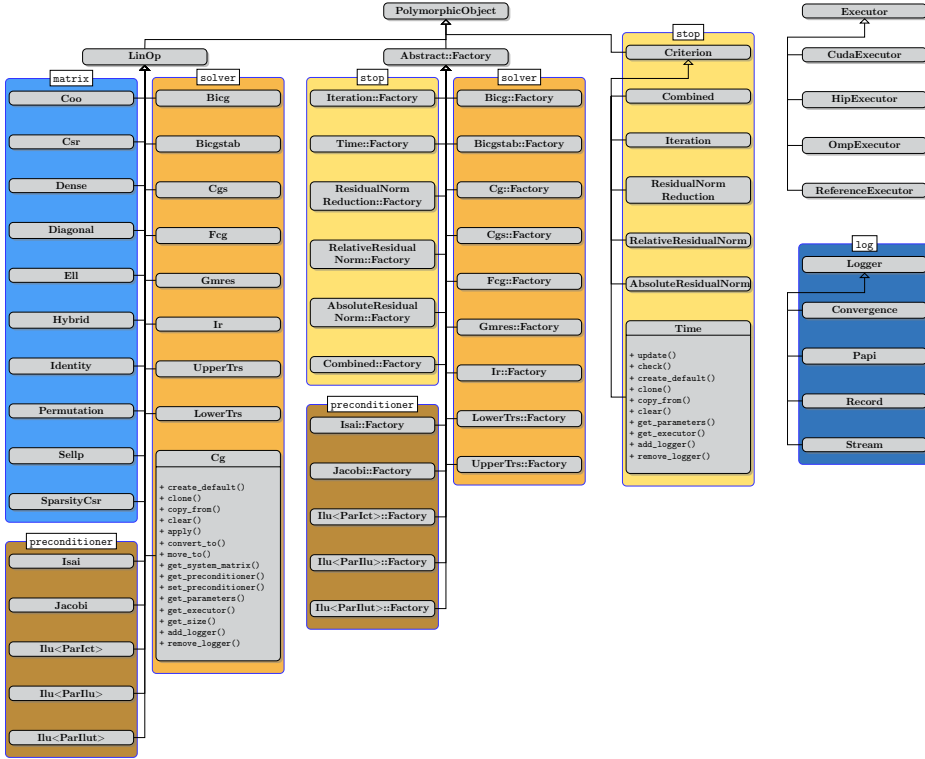 PolymorphicObject
LinOp
Abstract::Factory
matrix
Coo
Csr
Dense
Diagonal
Ell
Hybrid
Identity
Permutation
Sellp
SparsityCsr
preconditioner
Isai
Jacobi
Ilu<ParIct>
Ilu<ParIlu>
Ilu<ParIlut>
solver
Bicg
Bicgstab
Cgs
Fcg
Gmres
Ir
UpperTrs
LowerTrs
Cg
+ create_default()
+ clone()
+ copy_from()
+ clear()
+ apply()
+ convert_to()
+ move_to()
+ get_system_matrix()
+ get_preconditioner()
+ set_preconditioner()
+ get_parameters()
+ get_executor()
+ get_size()
+ add_logger()
+ remove_logger()
stop
Iteration::Factory
Time::Factory
ResidualNorm
Reduction::Factory
RelativeResidual
Norm::Factory
AbsoluteResidual
Norm::Factory
Combined::Factory
preconditioner
Isai::Factory
Jacobi::Factory
Ilu<ParIct>::Factory
Ilu<ParIlu>::Factory
Ilu<ParIlut>::Factory
solver
Bicg::Factory
Bicgstab::Factory
Cg::Factory
Cgs::Factory
Fcg::Factory
Gmres::Factory
Ir::Factory
LowerTrs::Factory
UpperTrs::Factory
stop
Criterion
Combined
Iteration
ResidualNorm
Reduction
RelativeResidualNorm
AbsoluteResidualNorm
Time
+ update()
+ check()
+ create_default()
+ clone()
+ copy_from()
+ clear()
+ get_parameters()
+ get_executor()
+ add_logger()
+ remove_logger()
Executor
CudaExecutor
HipExecutor
OmpExecutor
ReferenceExecutor
log
Logger
Convergence
Papi
Record
Stream